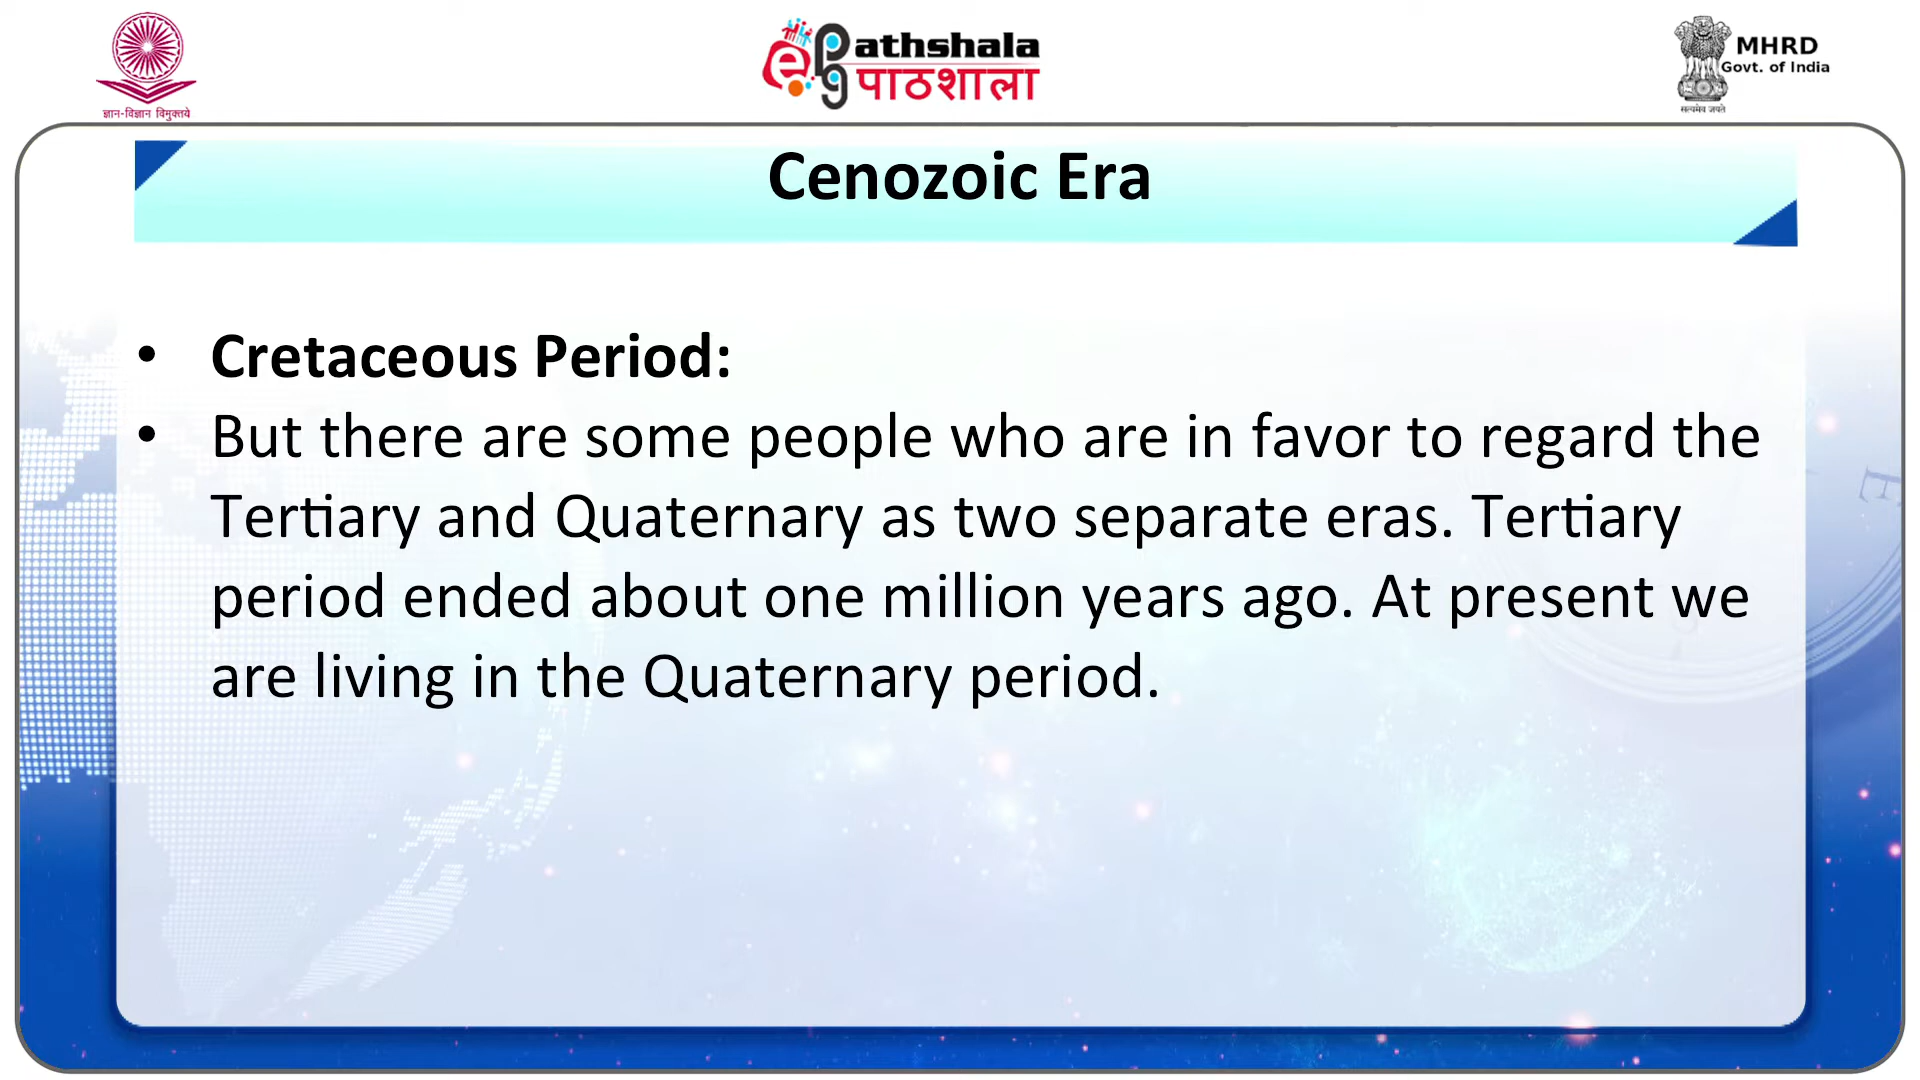 ज्ञान-विज्ञान विमुक्तये
ePG Pathshala
पाठशाला
MHRD
Govt. of India
सत्यमेव जयते
Cenozoic Era
• Cretaceous Period:
• But there are some people who are in favor to regard the
Tertiary and Quaternary as two separate eras. Tertiary
period ended about one million years ago. At present we
are living in the Quaternary period.